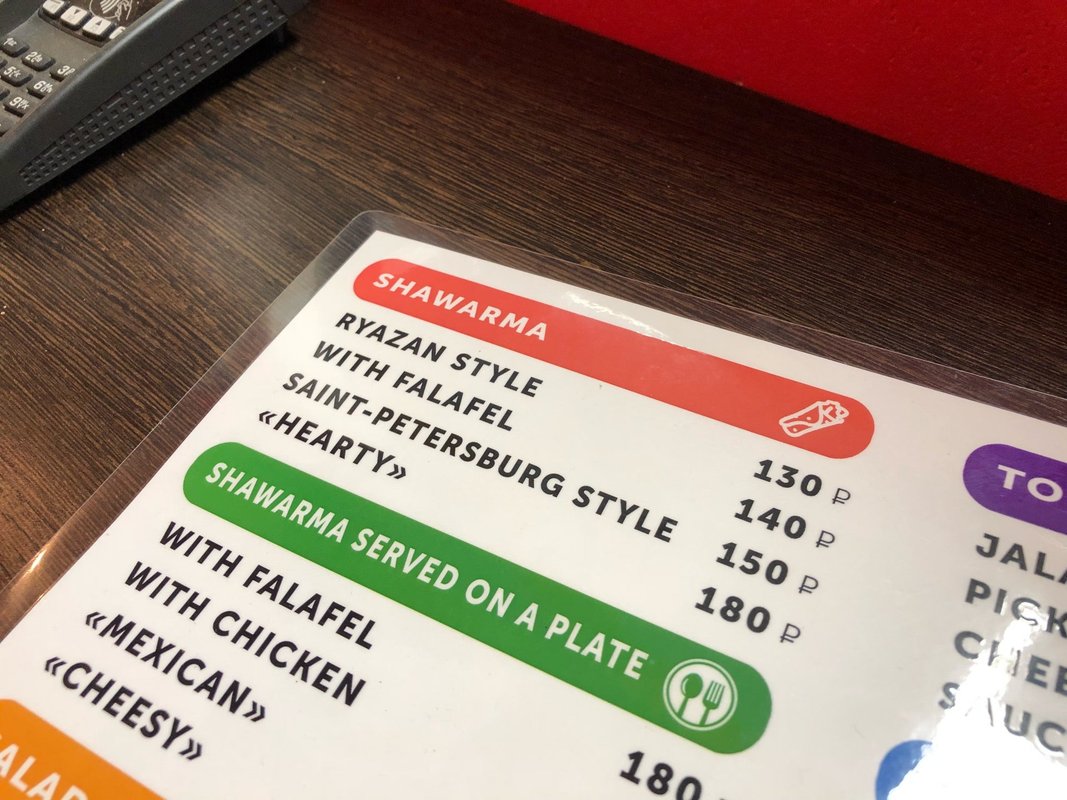 SHAWARMA
RYAZAN STYLE 130 ₽
WITH FALAFEL 140 ₽
SAINT-PETERSBURG STYLE 150 ₽
«HEARTY» 180 ₽
SHAWARMA SERVED ON A PLATE
WITH FALAFEL 180
WITH CHICKEN
«MEXICAN»
«CHEESY»